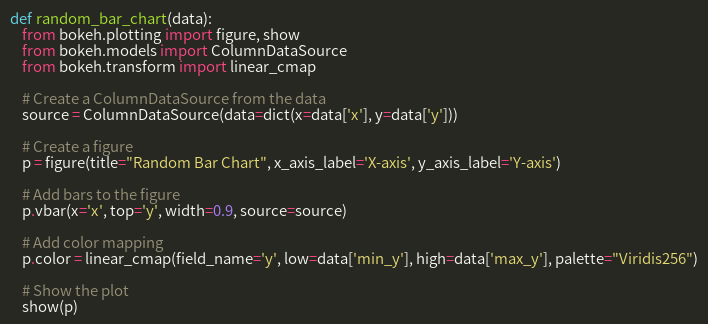 def random_bar_chart(data):
    from bokeh.plotting import figure, show
    from bokeh.models import ColumnDataSource
    from bokeh.transform import linear_cmap

    # Create a ColumnDataSource from the data
    source = ColumnDataSource(data=dict(x=data['x'], y=data['y']))

    # Create a figure
    p = figure(title="Random Bar Chart", x_axis_label='X-axis', y_axis_label='Y-axis')

    # Add bars to the figure
    p.vbar(x='x', top='y', width=0.9, source=source)

    # Add color mapping
    p.color = linear_cmap(field_name='y', low=data['min_y'], high=data['max_y'], palette="Viridis256")

    # Show the plot
    show(p)